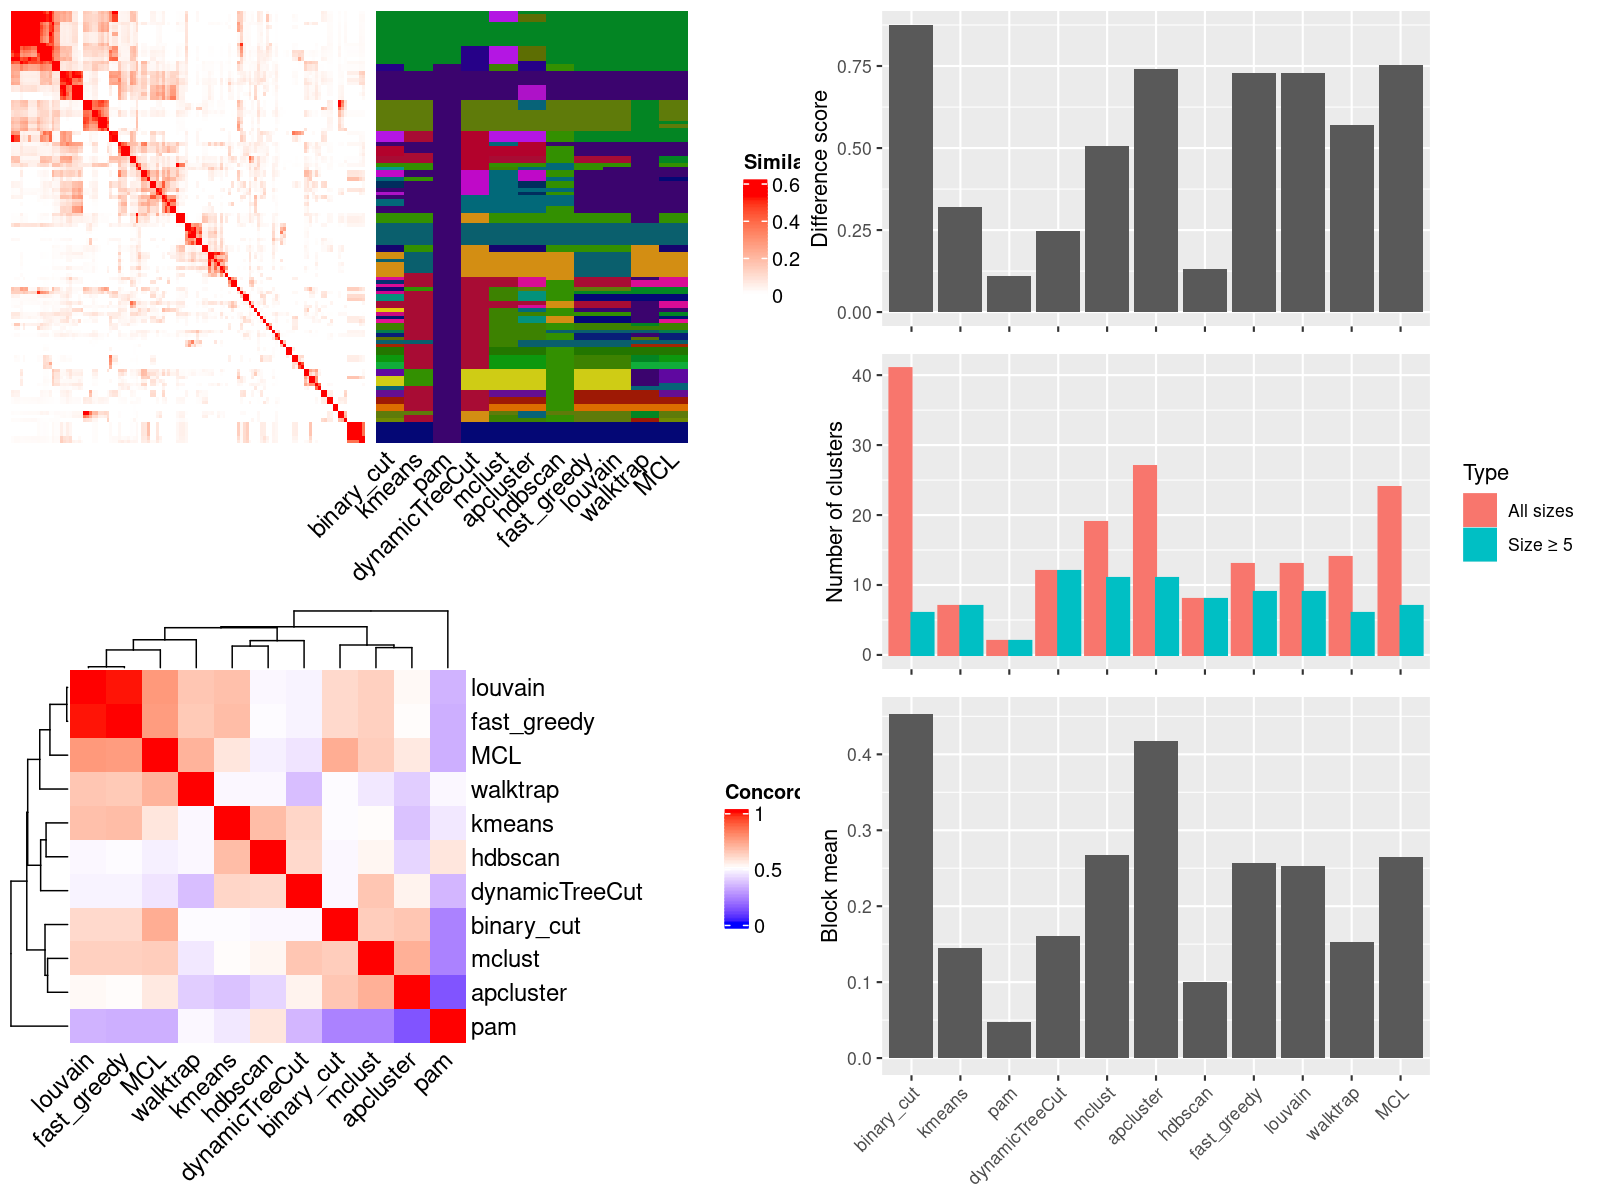 Simila
0.6
0.4
0.2
0
binary_cut
kmeans
pam
dynamicTreeCut
mclust
apcluster
hdbscan
fast_greedy
louvain
walktrap
MCL
Difference score
0.75
0.50
0.25
0.00
Number of clusters
40
30
20
10
0
Type
All sizes
Size ≥ 5
louvain
fast_greedy
MCL
walktrap
kmeans
hdbscan
dynamicTreeCut
binary_cut
mclust
apcluster
pam
louvain
fast_greedy
MCL
walktrap
kmeans
hdbscan
dynamicTreeCut
binary_cut
mclust
apcluster
pam
Concord
1
0.5
0
Block mean
0.4
0.3
0.2
0.1
0.0
binary_cut
kmeans
pam
dynamicTreeCut
mclust
apcluster
hdbscan
fast_greedy
louvain
walktrap
MCL